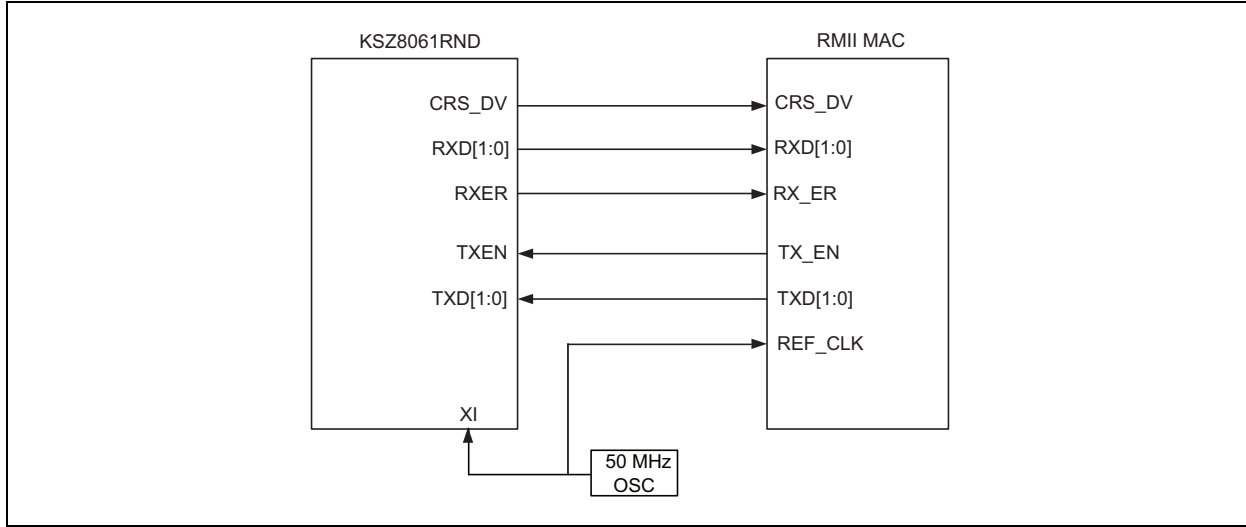 KSZ8061RND
RMII MAC
CRS_DV
CRS_DV
RXD[1:0]
RXD[1:0]
RXER
RX_ER
TXEN
TX_EN
TXD[1:0]
TXD[1:0]
REF_CLK
XI
50 MHz
OSC